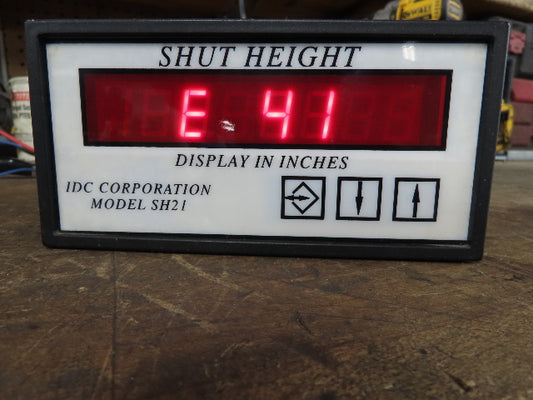 SHUT HEIGHT
E 41
DISPLAY IN INCHES
IDC CORPORATION
MODEL SH21